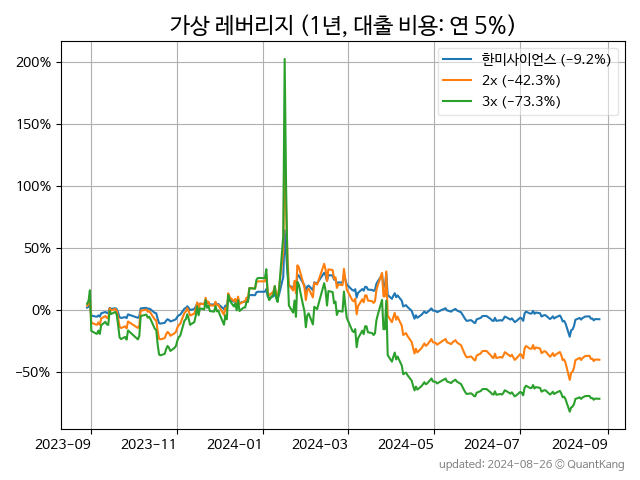 가상 레버리지 (1년, 대출 비용: 연 5%)
한미사이언스 (−9.2%)
2x (−42.3%)
3x (−73.3%)
200%
150%
100%
50%
0%
−50%
2023-09 2023-11 2024-01 2024-03 2024-05 2024-07 2024-09
updated: 2024-08-26 © QuantKang